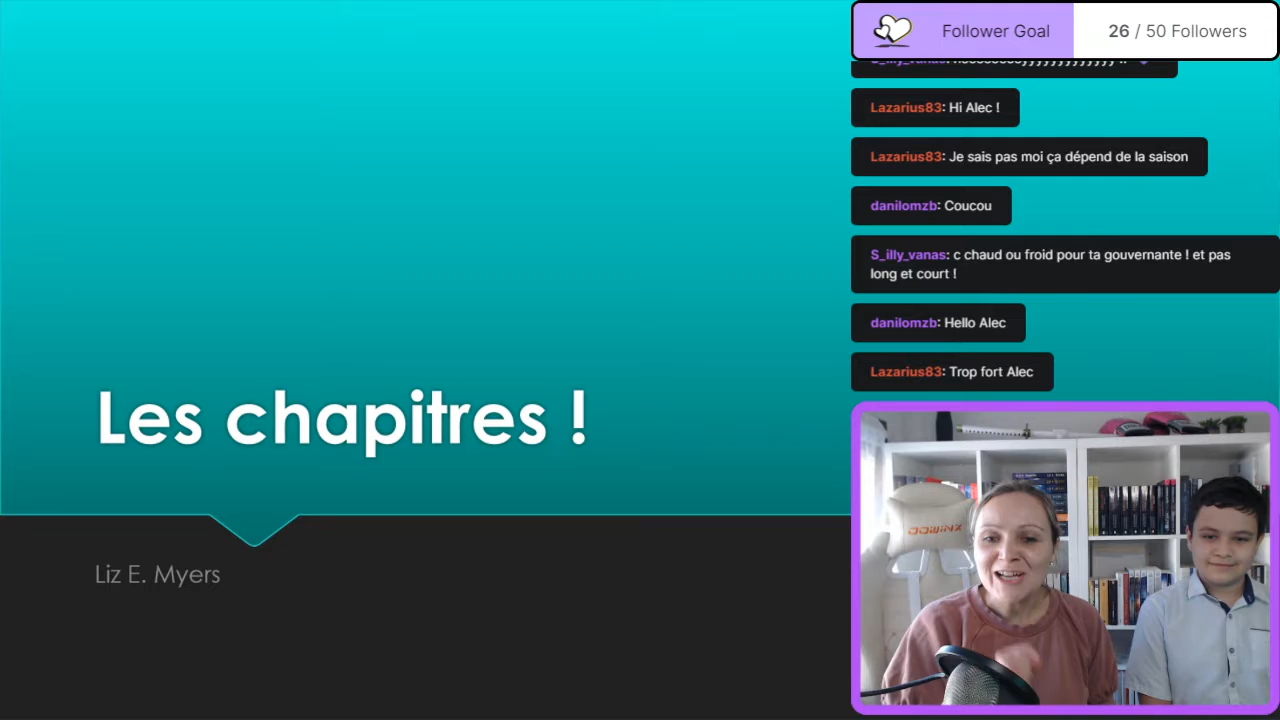 Follower Goal
26 / 50 Followers
Lazarius83: Hi Alec !
Lazarius83: Je sais pas moi ça dépend de la saison
danilomzb: Coucou
S_illy_vanas: c chaud ou froid pour ta gouvernante ! et pas
long et court !
danilomzb: Hello Alec
Lazarius83: Trop fort Alec
Les chapitres !
Liz E. Myers